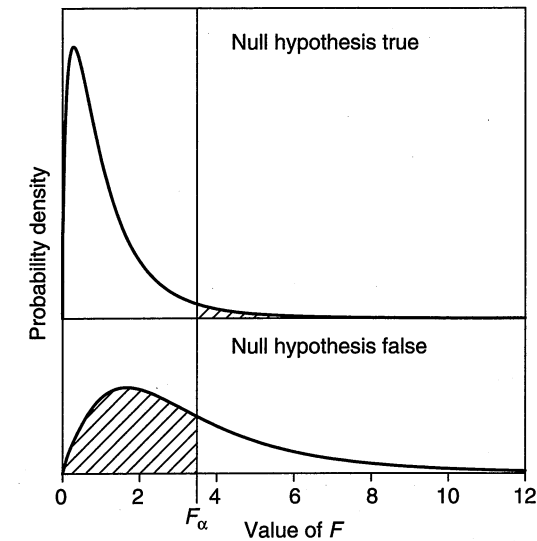 Null hypothesis true
Probability density
Null hypothesis false
0 2 4 6 8 10 12
Fα
Value of F